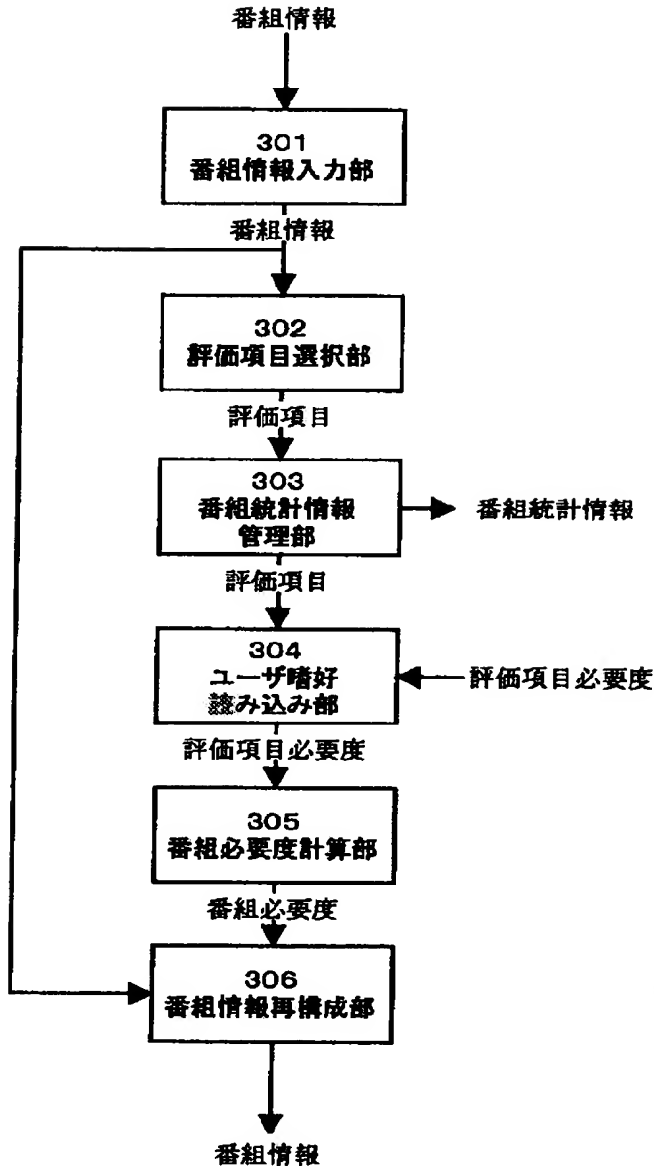 番組情報
301
番組情報入力部
番組情報
302
評価項目選択部
評価項目
303
番組統計情報
管理部
番組統計情報
評価項目
304
ユーザ嗜好
読み込み部
評価項目必要度
評価項目必要度
305
番組必要度計算部
番組必要度
306
番組情報再構成部
番組情報